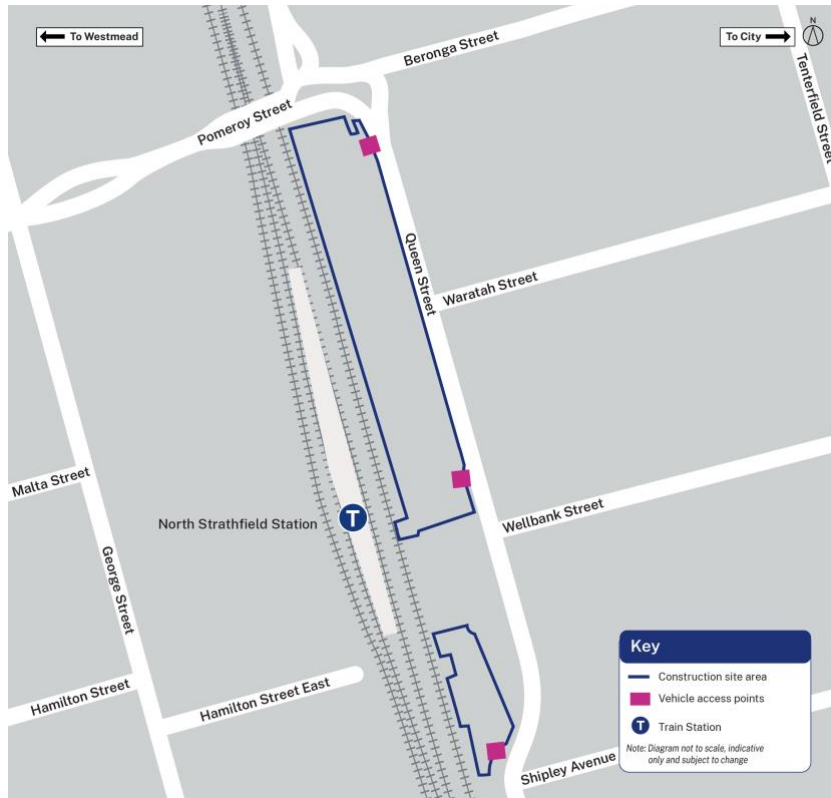 To Westmead
To City
N
Beronga Street
Tenterfield Street
Pomeroy Street
Queen Street
Waratah Street
Malta Street
North Strathfield Station
T
Wellbank Street
George Street
Hamilton Street
Hamilton Street East
Shipley Avenue
Key
Construction site area
Vehicle access points
T
Train Station
Note: Diagram not to scale, indicative
only and subject to change